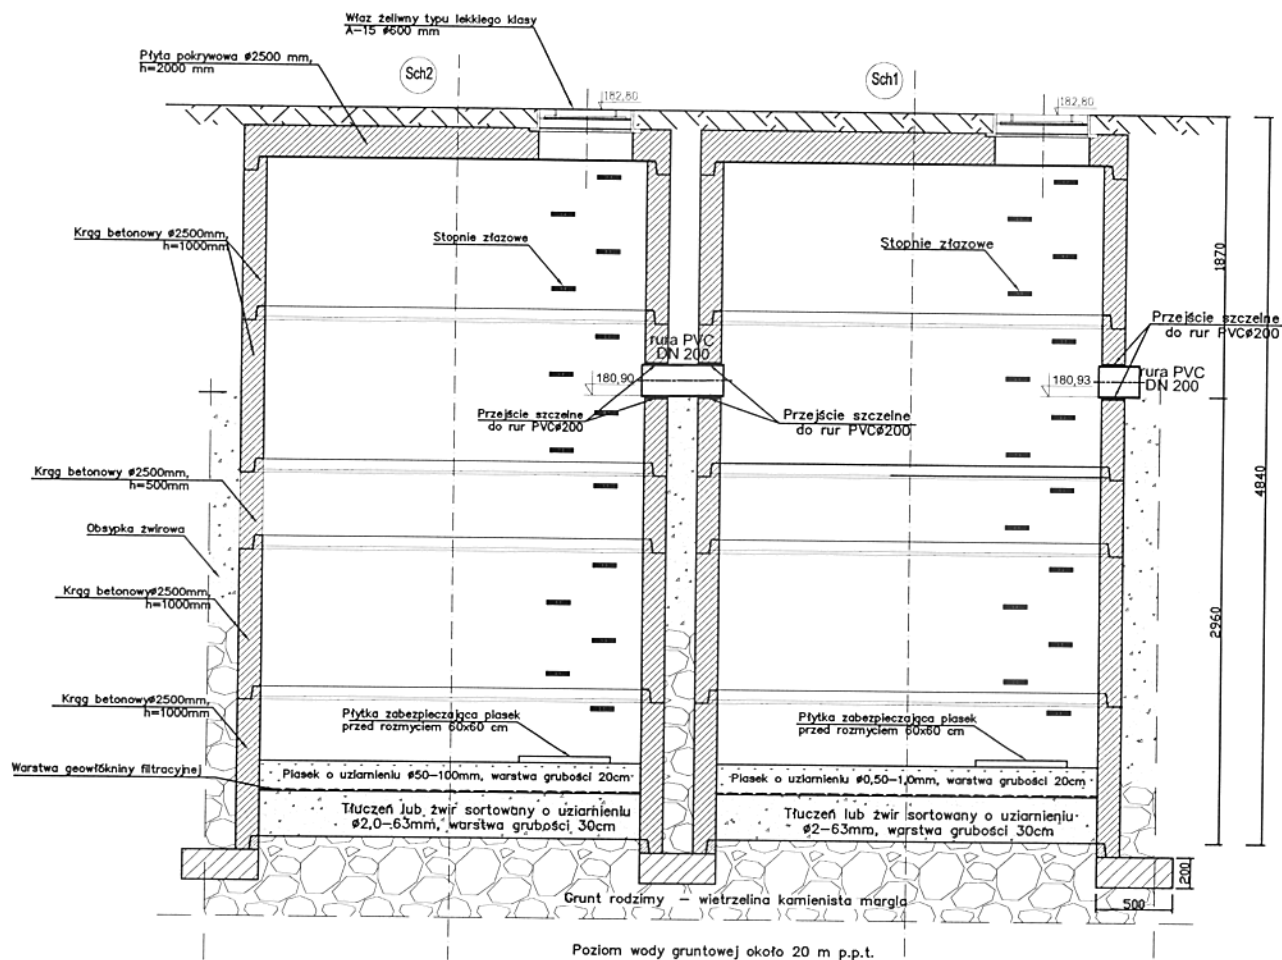 Właz żeliwny typu lekkiego klasy
A-15 ø600 mm
Płyta pokrywowa ø2500 mm,
h=2000 mm
Sch2
Sch1
182,80
182,80
Krąg betonowy ø2500mm,
h=1000mm
Stopnie złazowe
Stopnie złazowe
1870
Przejście szczelne
do rur PVCø200
rura PVC
DN 200
180,90
180,93
rura PVC
DN 200
Przejście szczelne
do rur PVCø200
Przejście szczelne
do rur PVCø200
Krąg betonowy ø2500mm,
h=500mm
4840
Obsypka żwirowa
Krąg betonowyø2500mm,
h=1000mm
2960
Krąg betonowyø2500mm,
h=1000mm
Płytka zabezpieczająca piasek
przed rozmyciem 60x60 cm
Płytka zabezpieczająca piasek
przed rozmyciem 60x60 cm
Warstwa geowłókniny filtracyjnej
Piasek o uziarnieniu ø50-100mm, warstwa grubości 20cm
Piasek o uziarnieniu ø0,50-1,0mm, warstwa grubości 20cm
Tłuczeń lub żwir sortowany o uziarnieniu
ø2,0-63mm, warstwa grubości 30cm
Tłuczeń lub żwir sortowany o uziarnieniu
ø2-63mm, warstwa grubości 30cm
200
500
Grunt rodzimy - wietrzelina kamienista margla
Poziom wody gruntowej około 20 m p.p.t.